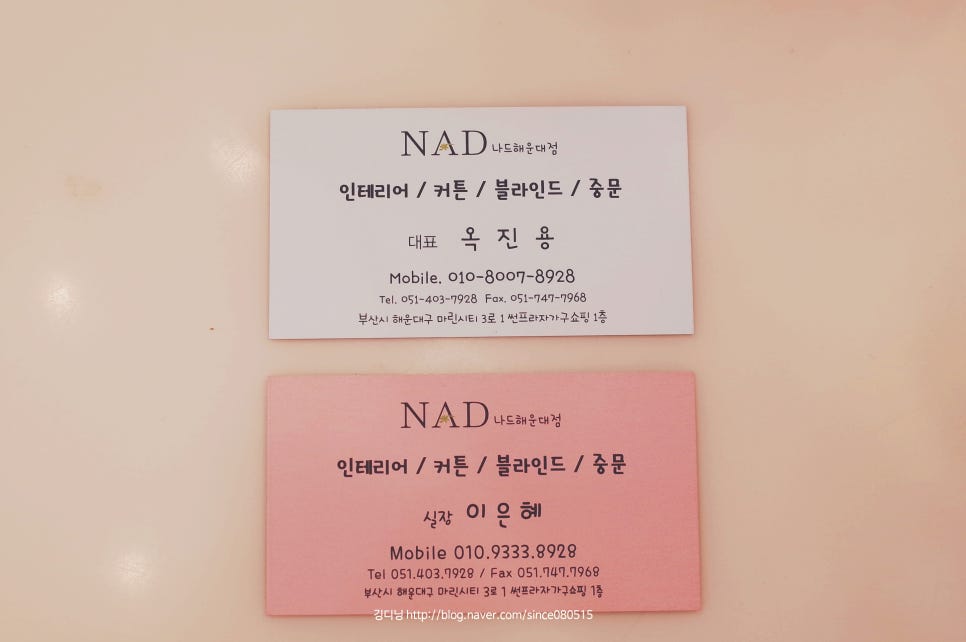 NAD 나드해운대점
인테리어 / 커튼 / 블라인드 / 중문
대표 옥 진 용
Mobile. 010-8007-8928
Tel. 051-403-7928 Fax. 051-747-7968
부산시 해운대구 마린시티 3로 1 썬프라자가구쇼핑 1층
NAD 나드해운대점
인테리어 / 커튼 / 블라인드 / 중문
실장 이 은 혜
Mobile 010.9333.8928
Tel 051.403.7928 / Fax 051.747.7968
부산시 해운대구 마린시티 3로 1 썬프라자가구쇼핑 1층
깅디님 http://blog.naver.com/since080515